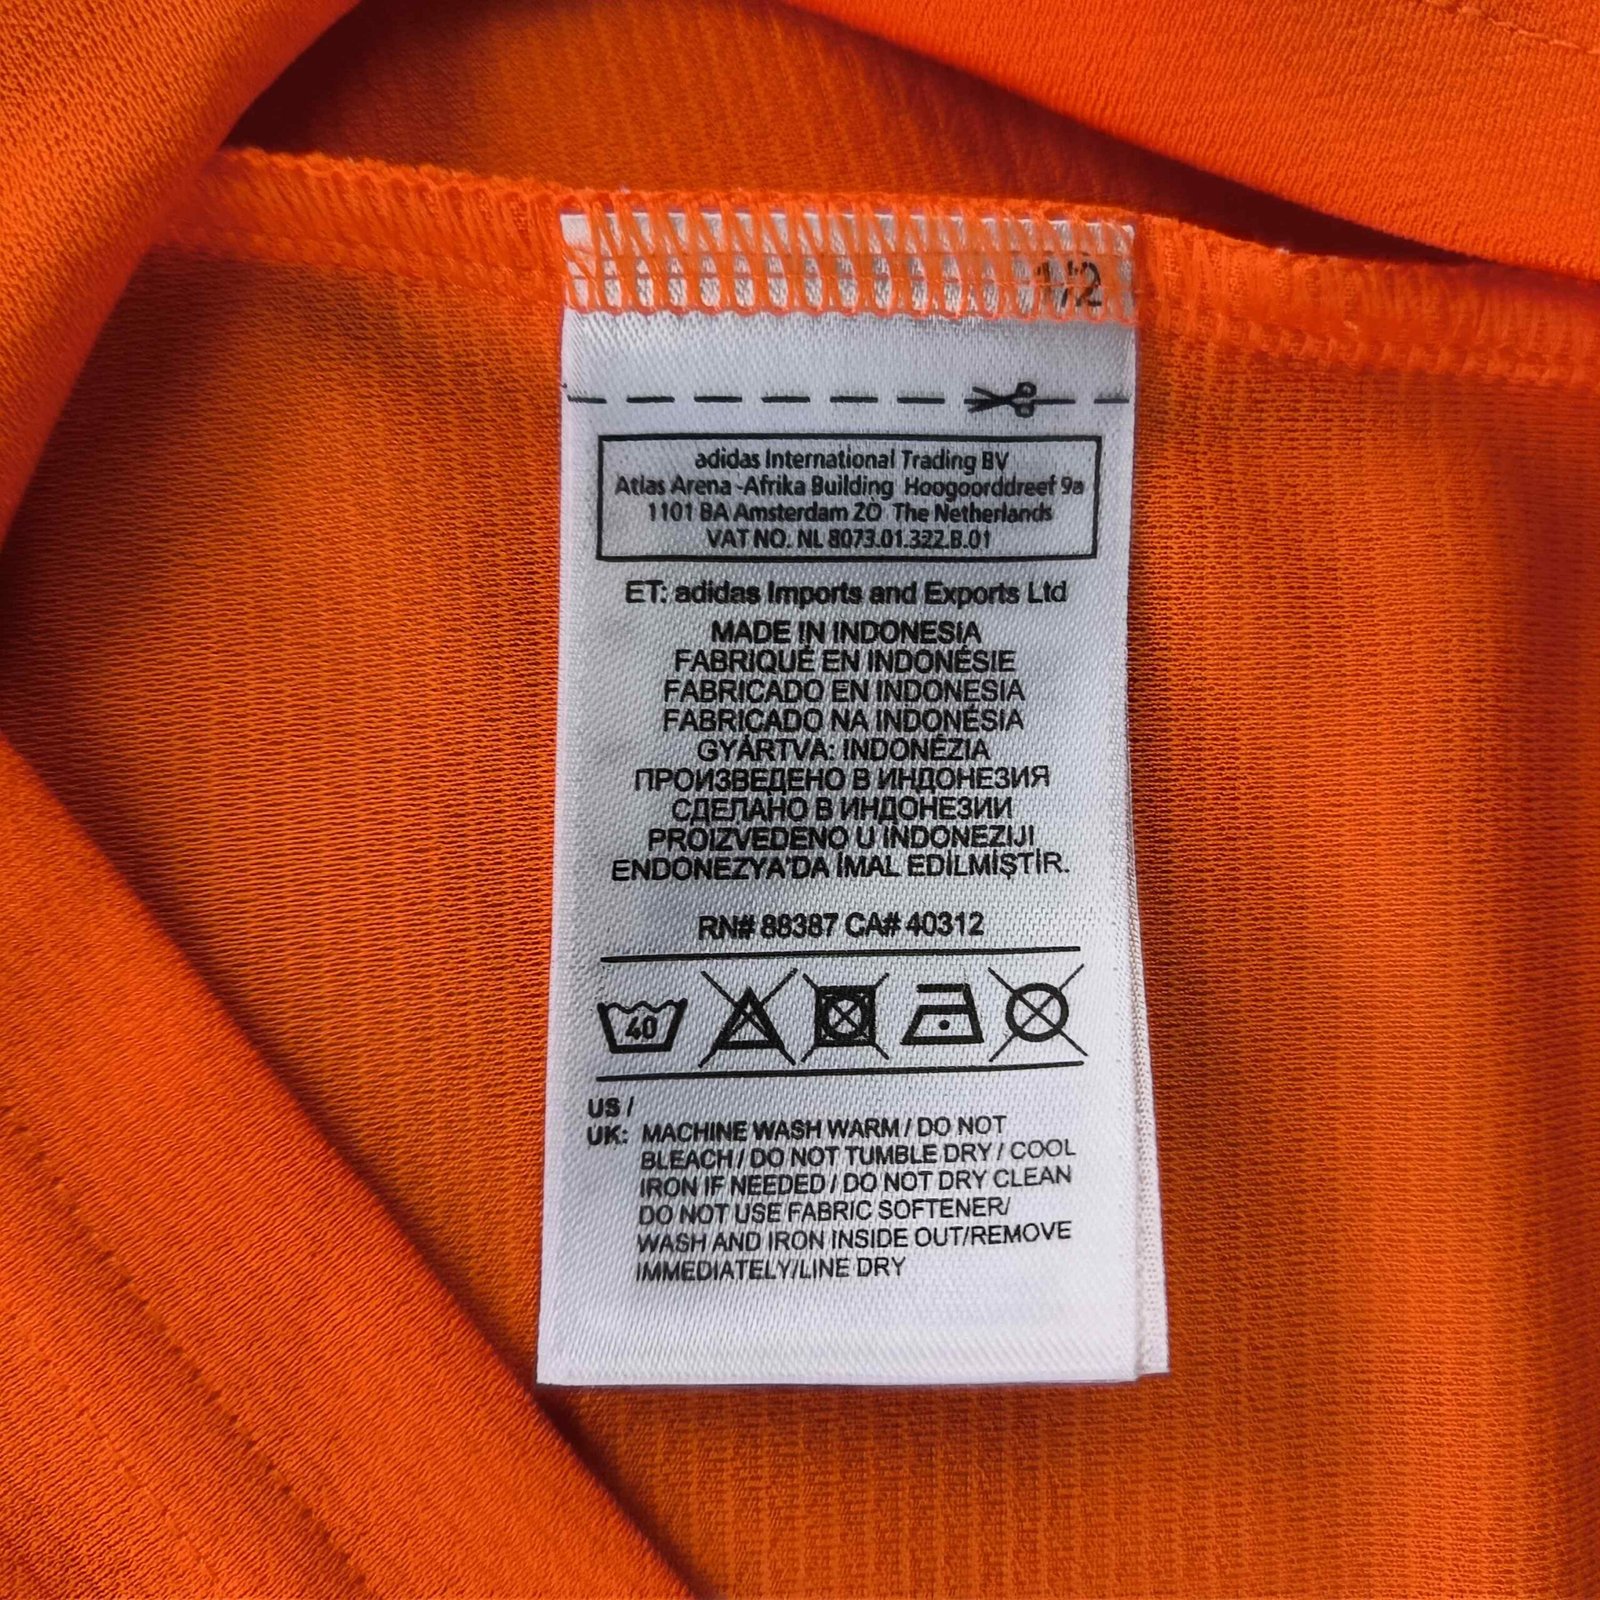 1/2
adidas International Trading BV
Atlas Arena -Afrika Building Hoogoorddreef 9a
1101 BA Amsterdam ZO The Netherlands
VAT NO. NL 8073.01.322.B.01
ET: adidas Imports and Exports Ltd
MADE IN INDONESIA
FABRIQUÉ EN INDONÉSIE
FABRICADO EN INDONESIA
FABRICADO NA INDONÉSIA
GYÁRTVA: INDONÉZIA
ПРОИЗВЕДЕНО В ИНДОНЕЗИЯ
СДЕЛАНО В ИНДОНЕЗИИ
PROIZVEDENO U INDONEZIJI
ENDONEZYA'DA İMAL EDİLMİŞTİR.
RN# 88387 CA# 40312
40
US /
UK: MACHINE WASH WARM / DO NOT
BLEACH / DO NOT TUMBLE DRY / COOL
IRON IF NEEDED / DO NOT DRY CLEAN
DO NOT USE FABRIC SOFTENER/
WASH AND IRON INSIDE OUT/REMOVE
IMMEDIATELY/LINE DRY